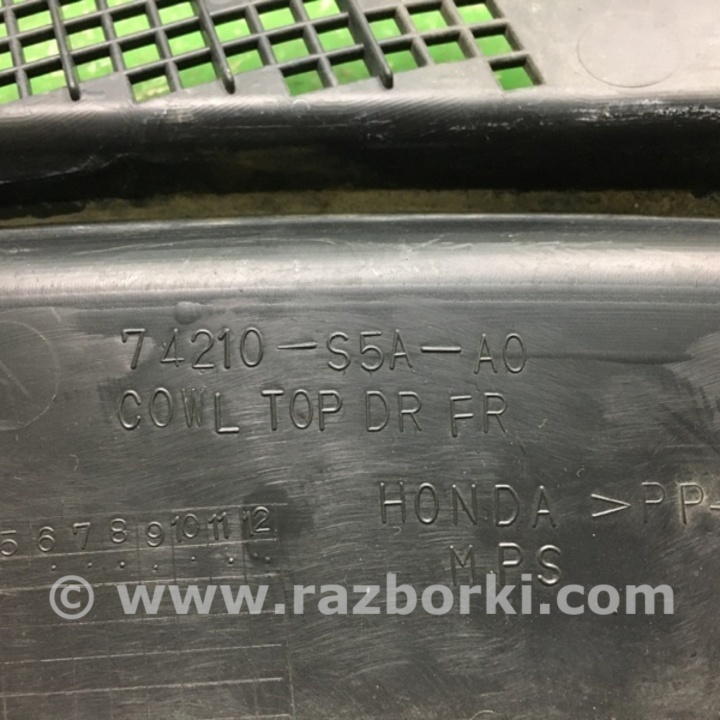 74210-S5A-A0
COWL TOP DR FR
HONDA >PP-
MPS
5 6 7 8 9 10 11 12
© www.razborki.com